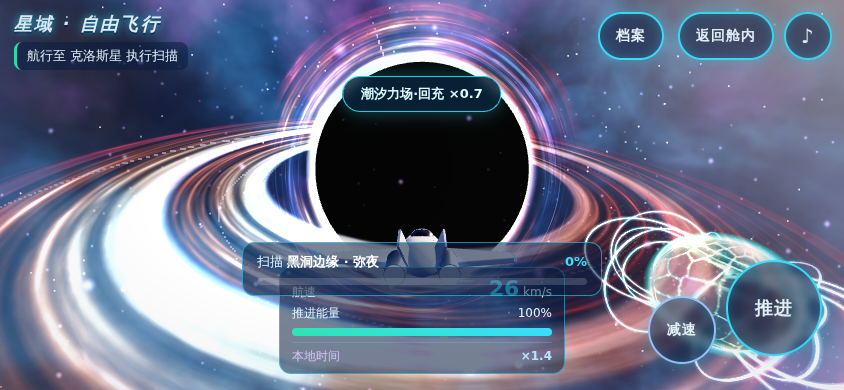 星域 · 自由飞行
航行至 克洛斯星 执行扫描
档案
返回舱内
♪
潮汐力场·回充 ×0.7
扫描 黑洞边缘 · 弥夜 0%
航速 26 km/s
推进能量 100%
本地时间 ×1.4
减速
推进